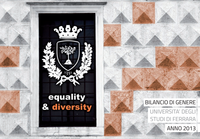 equality
& diversity
BILANCIO DI GENERE
UNIVERSITÀ DEGLI
STUDI DI FERRARA
ANNO 2013